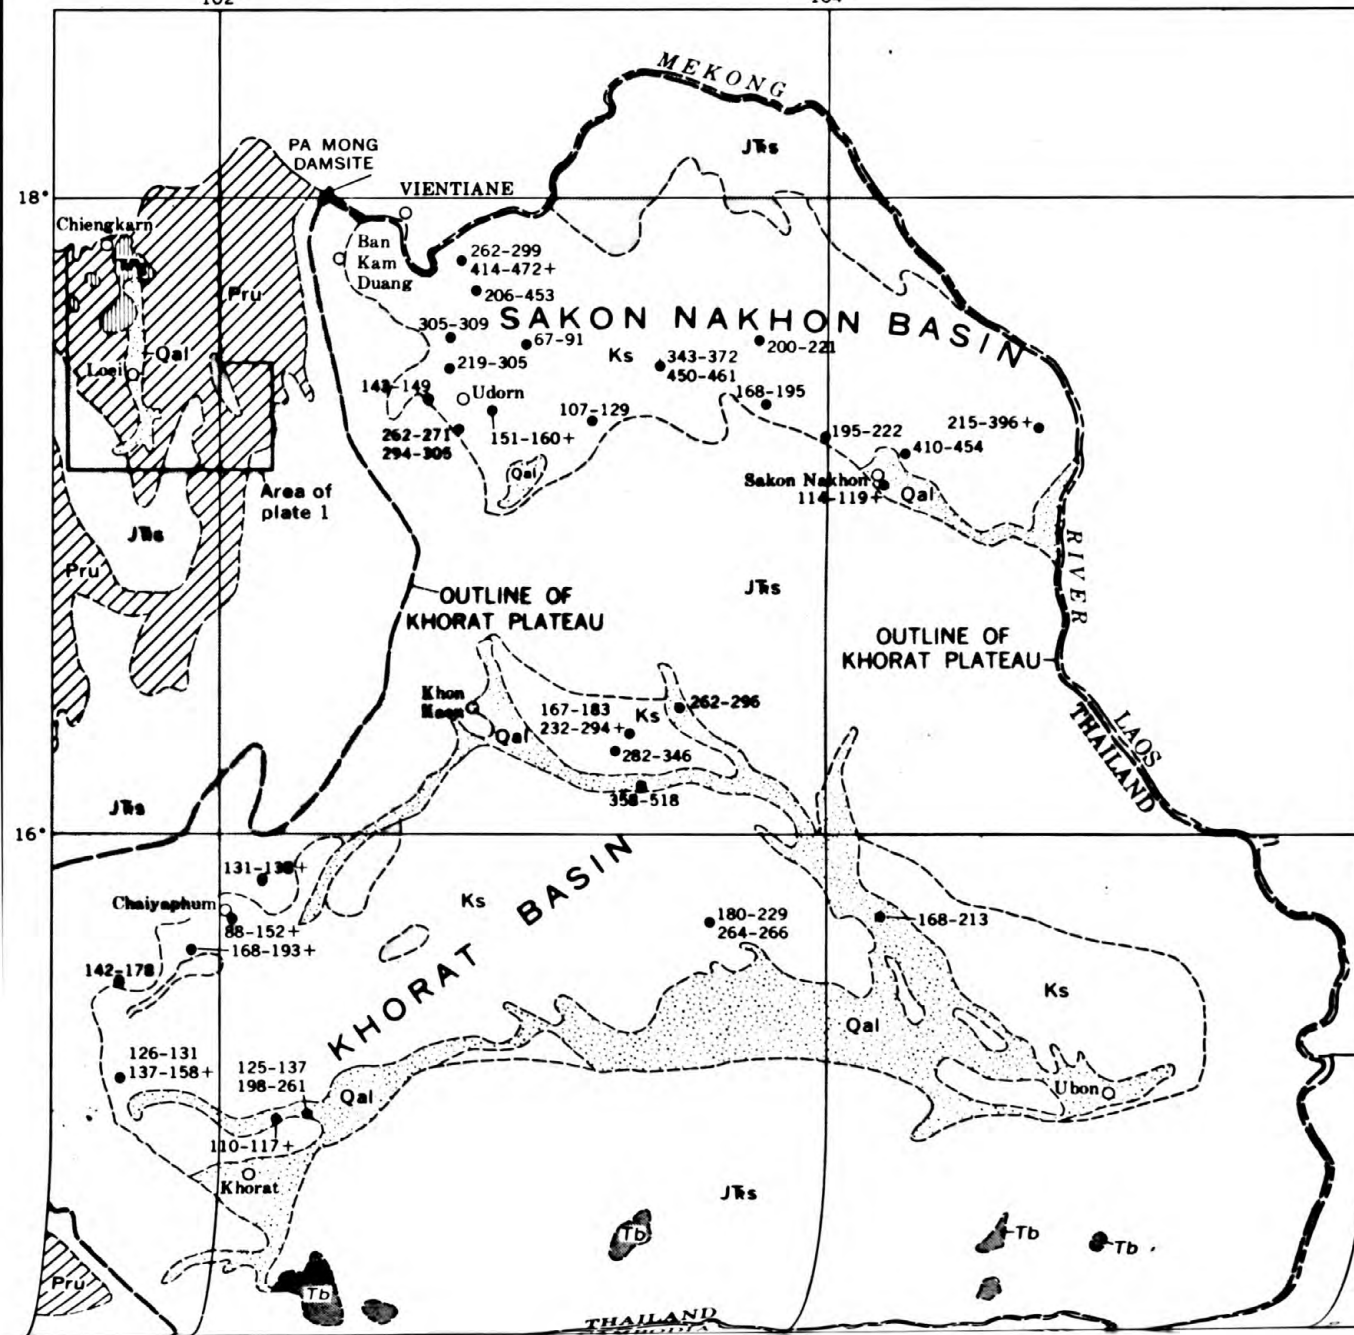 MEKONG
JTRs
PA MONG
DAMSITE
VIENTIANE
18°
Chiengkarn
Ban
Kam
Duang
262-299
414-472+
206-453
Pru
SAKON NAKHON BASIN
305-309
67-91
200-221
Qal
Ks
343-372
450-461
Loei
219-305
142-149
Udorn
168-195
107-129
151-160+
195-222
215-396+
262-271
294-305
410-454
Qal
Sakon Nakhon
114-119+
Qal
Area of
plate 1
JTRs
RIVER
Pru
JTRs
OUTLINE OF
KHORAT PLATEAU
OUTLINE OF
KHORAT PLATEAU
Khon
Kaen
167-183
232-294+
Ks
262-296
Qal
282-346
LAOS
THAILAND
-518
JTRs
16°
131-138+
KHORAT BASIN
Chaiyaphum
Ks
88-152+
180-229
264-266
168-213
168-193+
142-178
Ks
Qal
126-131
137-158+
125-137
198-261
Qal
Ubon
110-117+
Khorat
JTRs
Tb
Tb
Tb
Pru
Tb
THAILAND